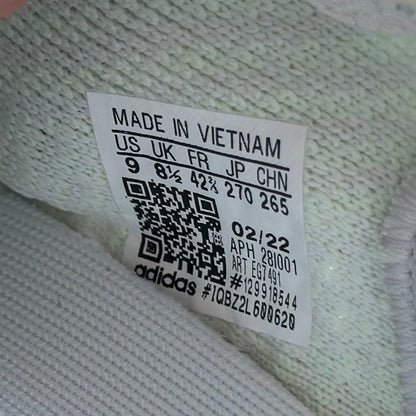 MADE IN VIETNAM
US UK FR JP CHN
9 8½ 42⅔ 270 265
02/22
APH 28I001
ART EG7491
#129918544
adidas #IQBZ2L600620